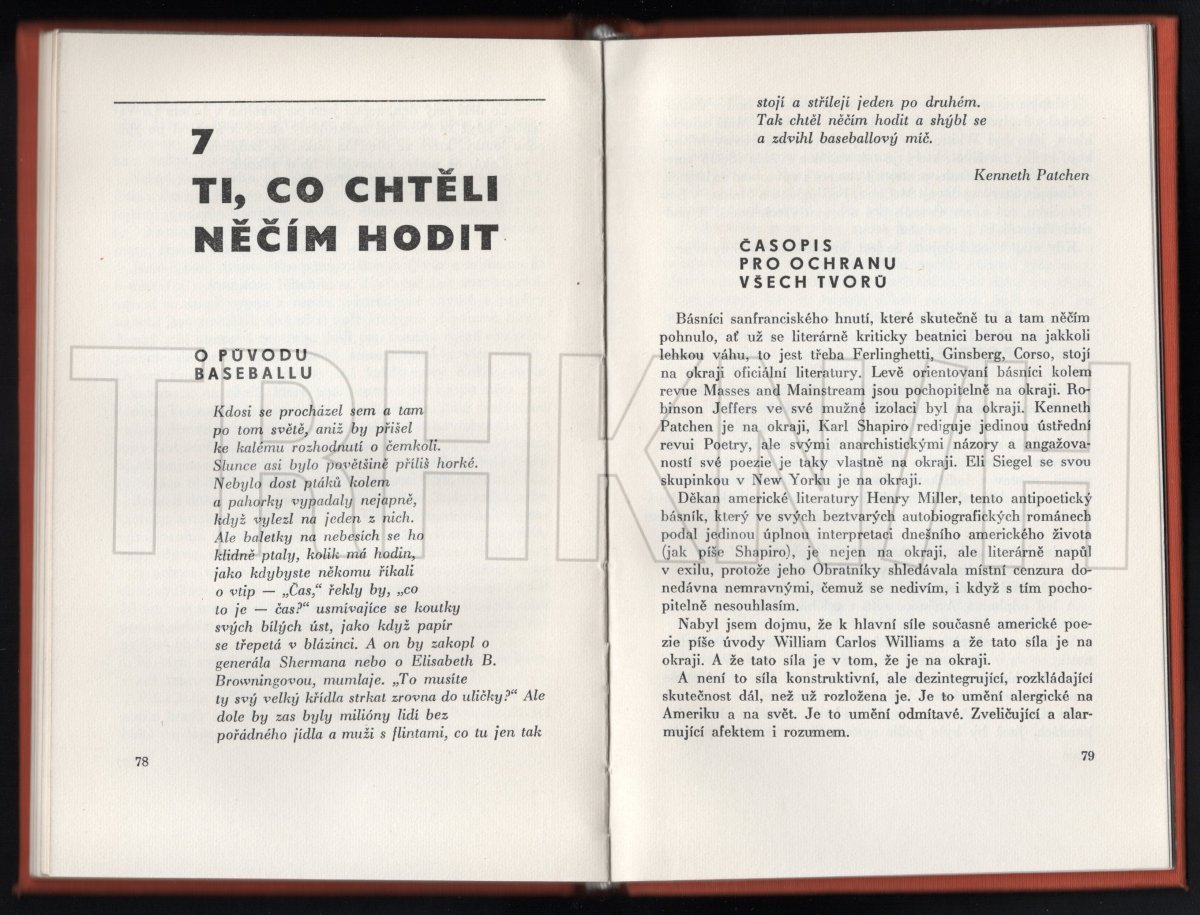 7
TI, CO CHTĚLI
NĚČÍM HODIT
O PŮVODU
BASEBALLU
Kdosi se procházel sem a tam
po tom světě, aniž by přišel
ke kalému rozhodnutí o čemkoli.
Slunce asi bylo povětšině příliš horké.
Nebylo dost ptáků kolem
a pahorky vypadaly nejapně,
když vylezl na jeden z nich.
Ale baletky na nebesích se ho
klidně ptaly, kolik má hodin,
jako kdybyste někomu říkali
o vtip — „Čas,“ řekly by, „co
to je — čas?“ usmívajíce se koutky
svých bílých úst, jako když papír
se třepetá v blázinci. A on by zakopl o
generála Shermana nebo o Elisabeth B.
Browningovou, mumlaje. „To musíte
ty svý velký křídla strkat zrovna do uličky?“ Ale
dole by zas byly milióny lidí bez
pořádného jídla a muži s flintami, co tu jen tak
78
stojí a střílejí jeden po druhém.
Tak chtěl něčím hodit a shýbl se
a zdvihl baseballový míč.
Kenneth Patchen
ČASOPIS
PRO OCHRANU
VŠECH TVORŮ
Básníci sanfranciského hnutí, které skutečně tu a tam něčím
pohnulo, ať už se literárně kriticky beatnici berou na jakkoli
lehkou váhu, to jest třeba Ferlinghetti, Ginsberg, Corso, stojí
na okraji oficiální literatury. Levě orientovaní básníci kolem
revue Masses and Mainstream jsou pochopitelně na okraji. Ro-
binson Jeffers ve své mužné izolaci byl na okraji. Kenneth
Patchen je na okraji, Karl Shapiro rediguje jedinou ústřední
revui Poetry, ale svými anarchistickými názory a angažova-
ností své poezie je taky vlastně na okraji. Eli Siegel se svou
skupinkou v New Yorku je na okraji.
Děkan americké literatury Henry Miller, tento antipoetický
básník, který ve svých beztvarých autobiografických románech
podal jedinou úplnou interpretaci dnešního amerického života
(jak píše Shapiro), je nejen na okraji, ale literárně napůl
v exilu, protože jeho Obratníky shledávala místní cenzura do-
nedávna nemravnými, čemuž se nedivím, i když s tím pocho-
pitelně nesouhlasím.
Nabyl jsem dojmu, že k hlavní síle současné americké poe-
zie píše úvody William Carlos Williams a že tato síla je na
okraji. A že tato síla je v tom, že je na okraji.
A není to síla konstruktivní, ale dezintegrující, rozkládající
skutečnost dál, než už rozložena je. Je to umění alergické na
Ameriku a na svět. Je to umění odmítavé. Zveličující a alar-
mující afektem i rozumem.
79
TRHKNIH